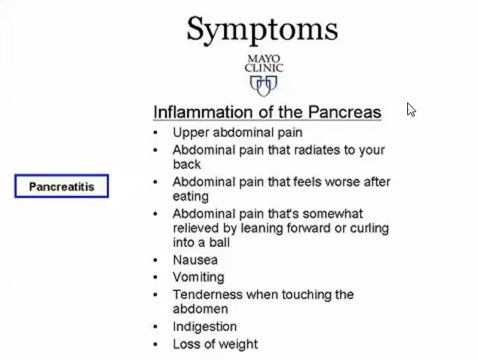 Symptoms
MAYO
CLINIC
Inflammation of the Pancreas
• Upper abdominal pain
• Abdominal pain that radiates to your
back
• Abdominal pain that feels worse after
eating
• Abdominal pain that's somewhat
relieved by leaning forward or curling
into a ball
• Nausea
• Vomiting
• Tenderness when touching the
abdomen
• Indigestion
• Loss of weight
Pancreatitis